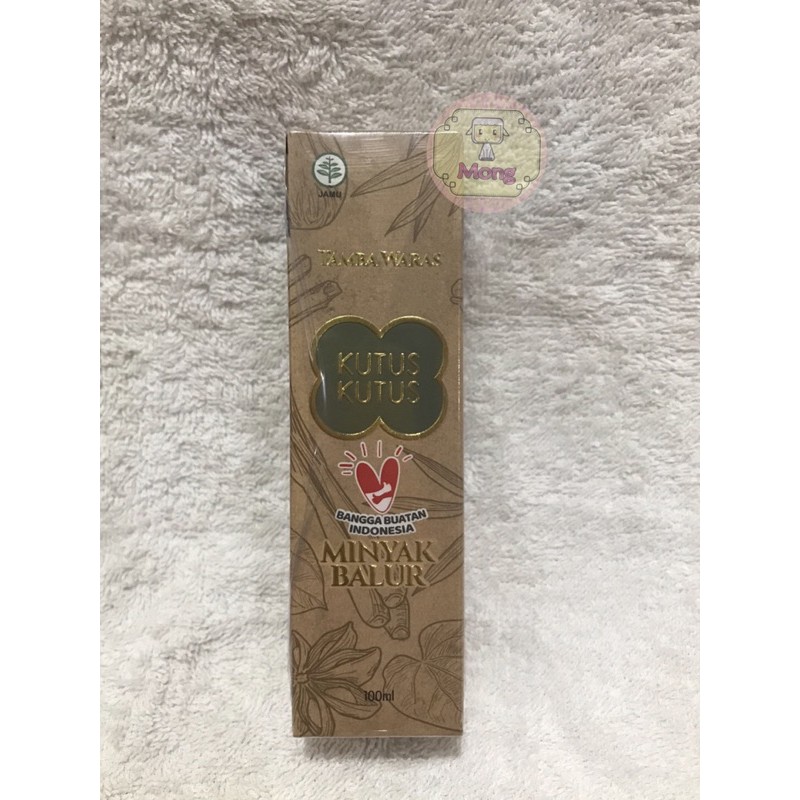 Mong
JAMU
TAMBA WARAS
KUTUS
KUTUS
BANGGA BUATAN
INDONESIA
MINYAK
BALUR
100ml